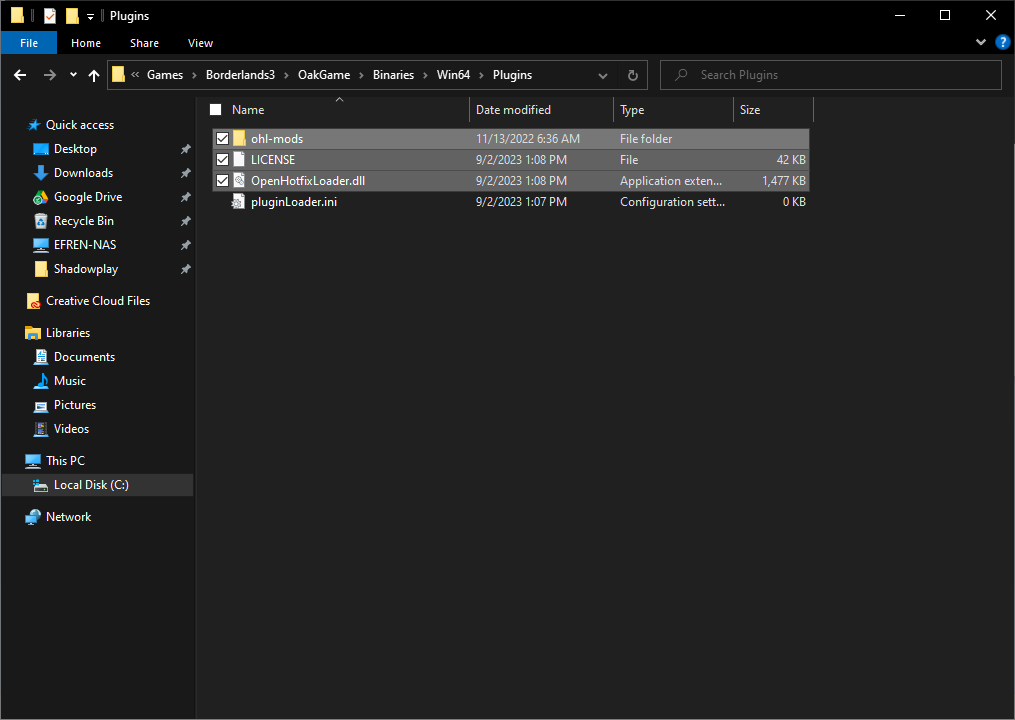 Plugins
File Home Share View
« Games > Borderlands3 > OakGame > Binaries > Win64 > Plugins Search Plugins
Name Date modified Type Size
Quick access
Desktop
Downloads
Google Drive
Recycle Bin
EFREN-NAS
Shadowplay
Creative Cloud Files
Libraries
Documents
Music
Pictures
Videos
This PC
Local Disk (C:)
Network
ohl-mods 11/13/2022 6:36 AM File folder
LICENSE 9/2/2023 1:08 PM File 42 KB
OpenHotfixLoader.dll 9/2/2023 1:08 PM Application exten... 1,477 KB
pluginLoader.ini 9/2/2023 1:07 PM Configuration sett... 0 KB